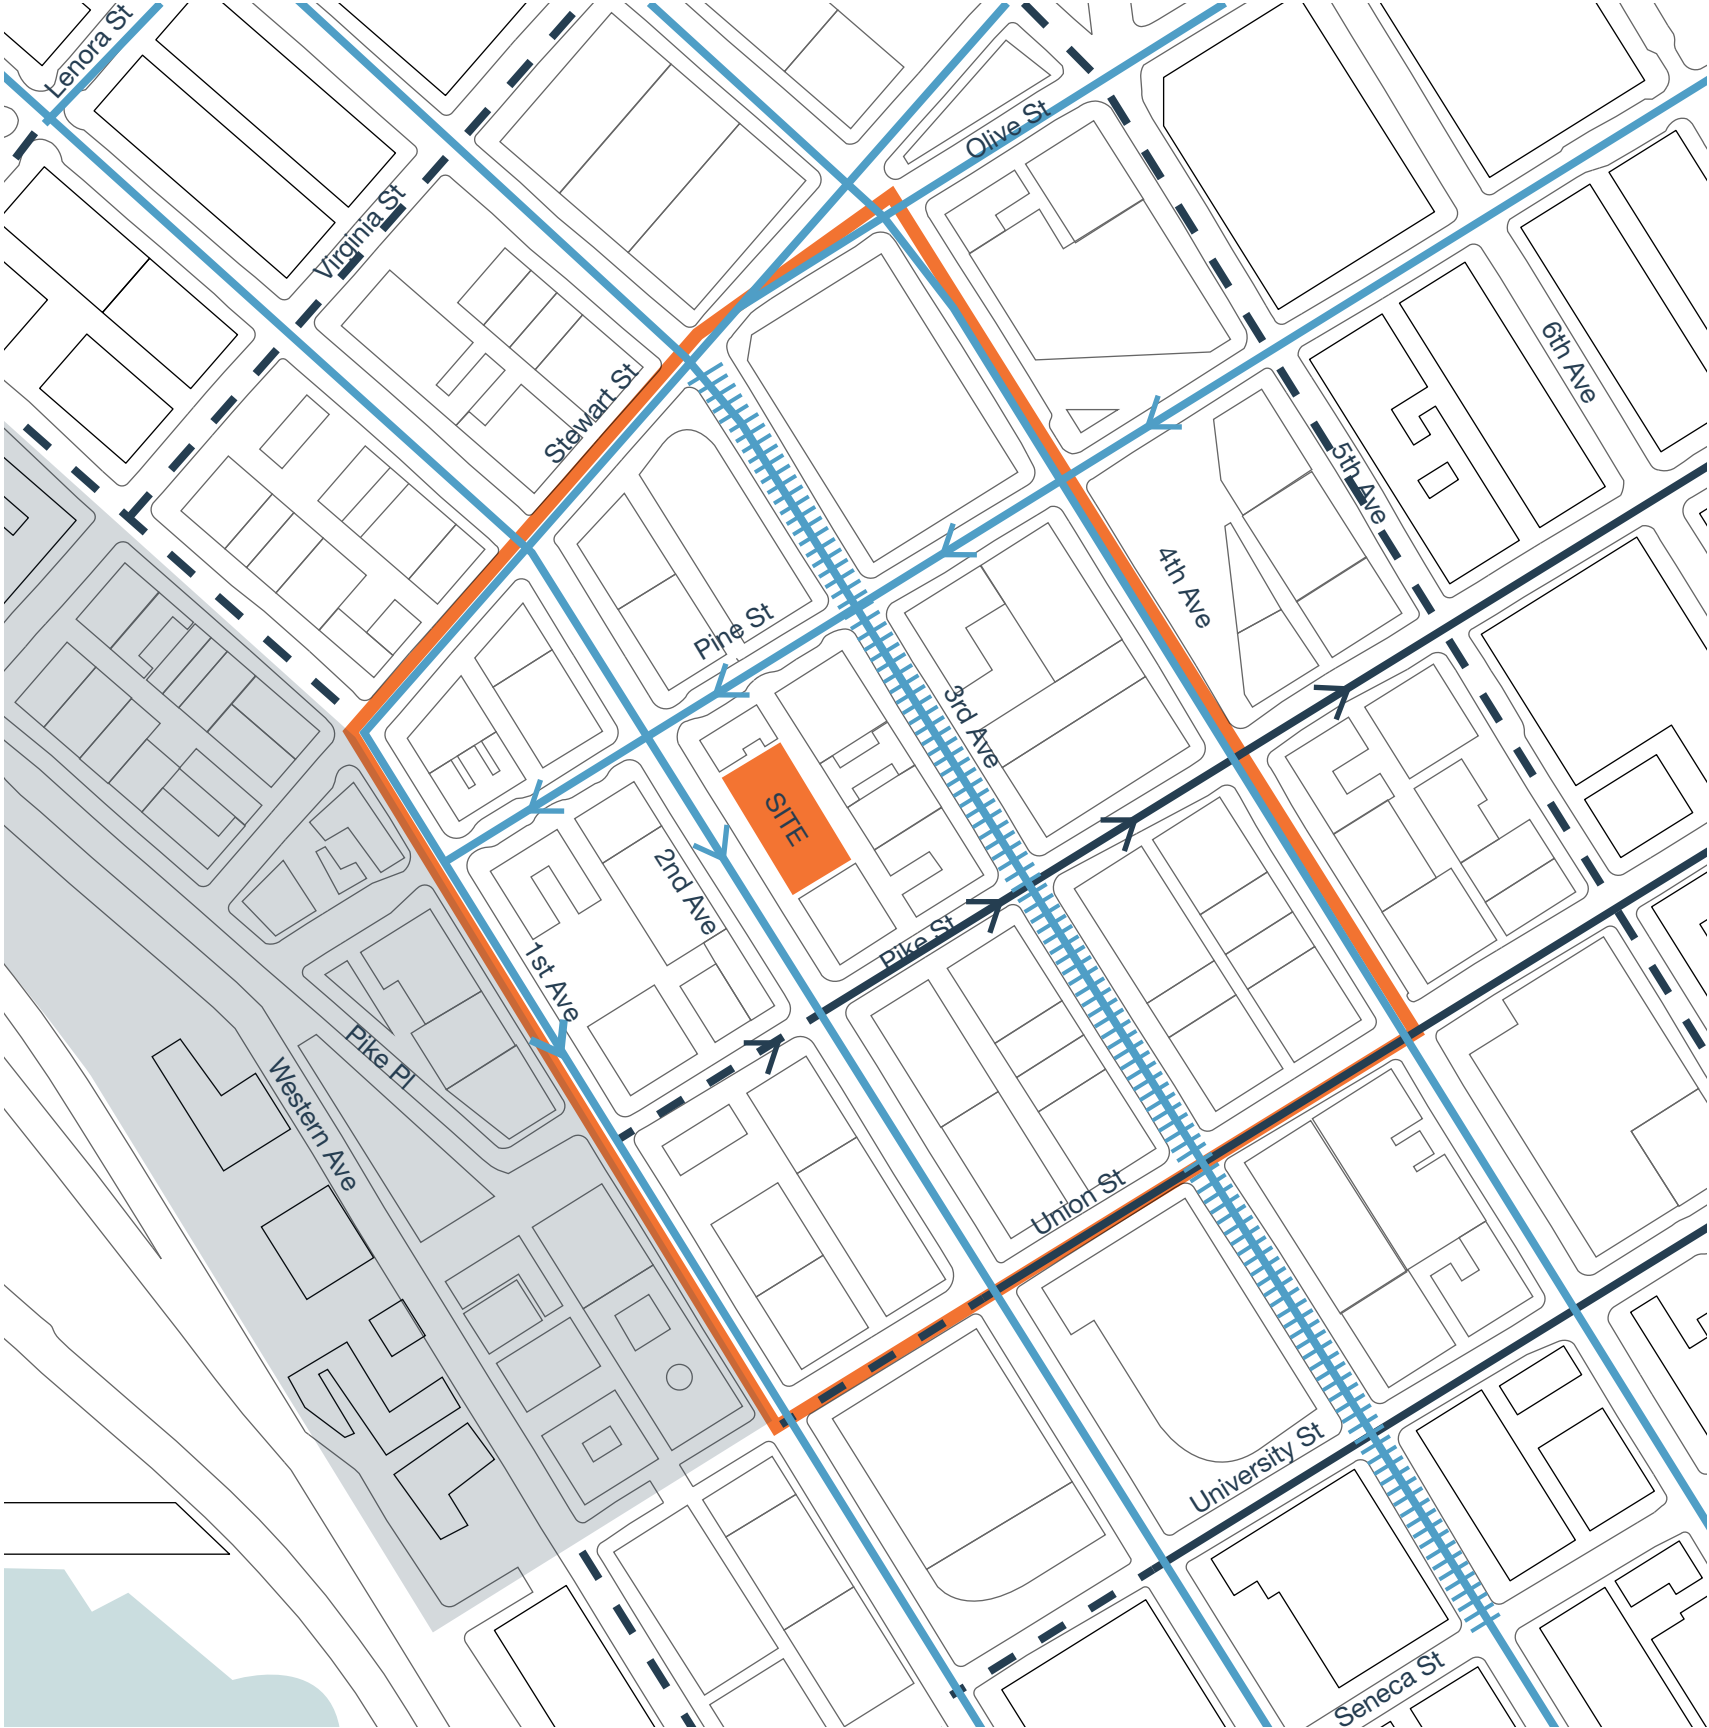 Lenora St
Virginia St
Olive St
Stewart St
6th Ave
5th Ave
4th Ave
Pine St
3rd Ave
SITE
2nd Ave
Pike St
1st Ave
Pike Pl
Western Ave
Union St
University St
Seneca St